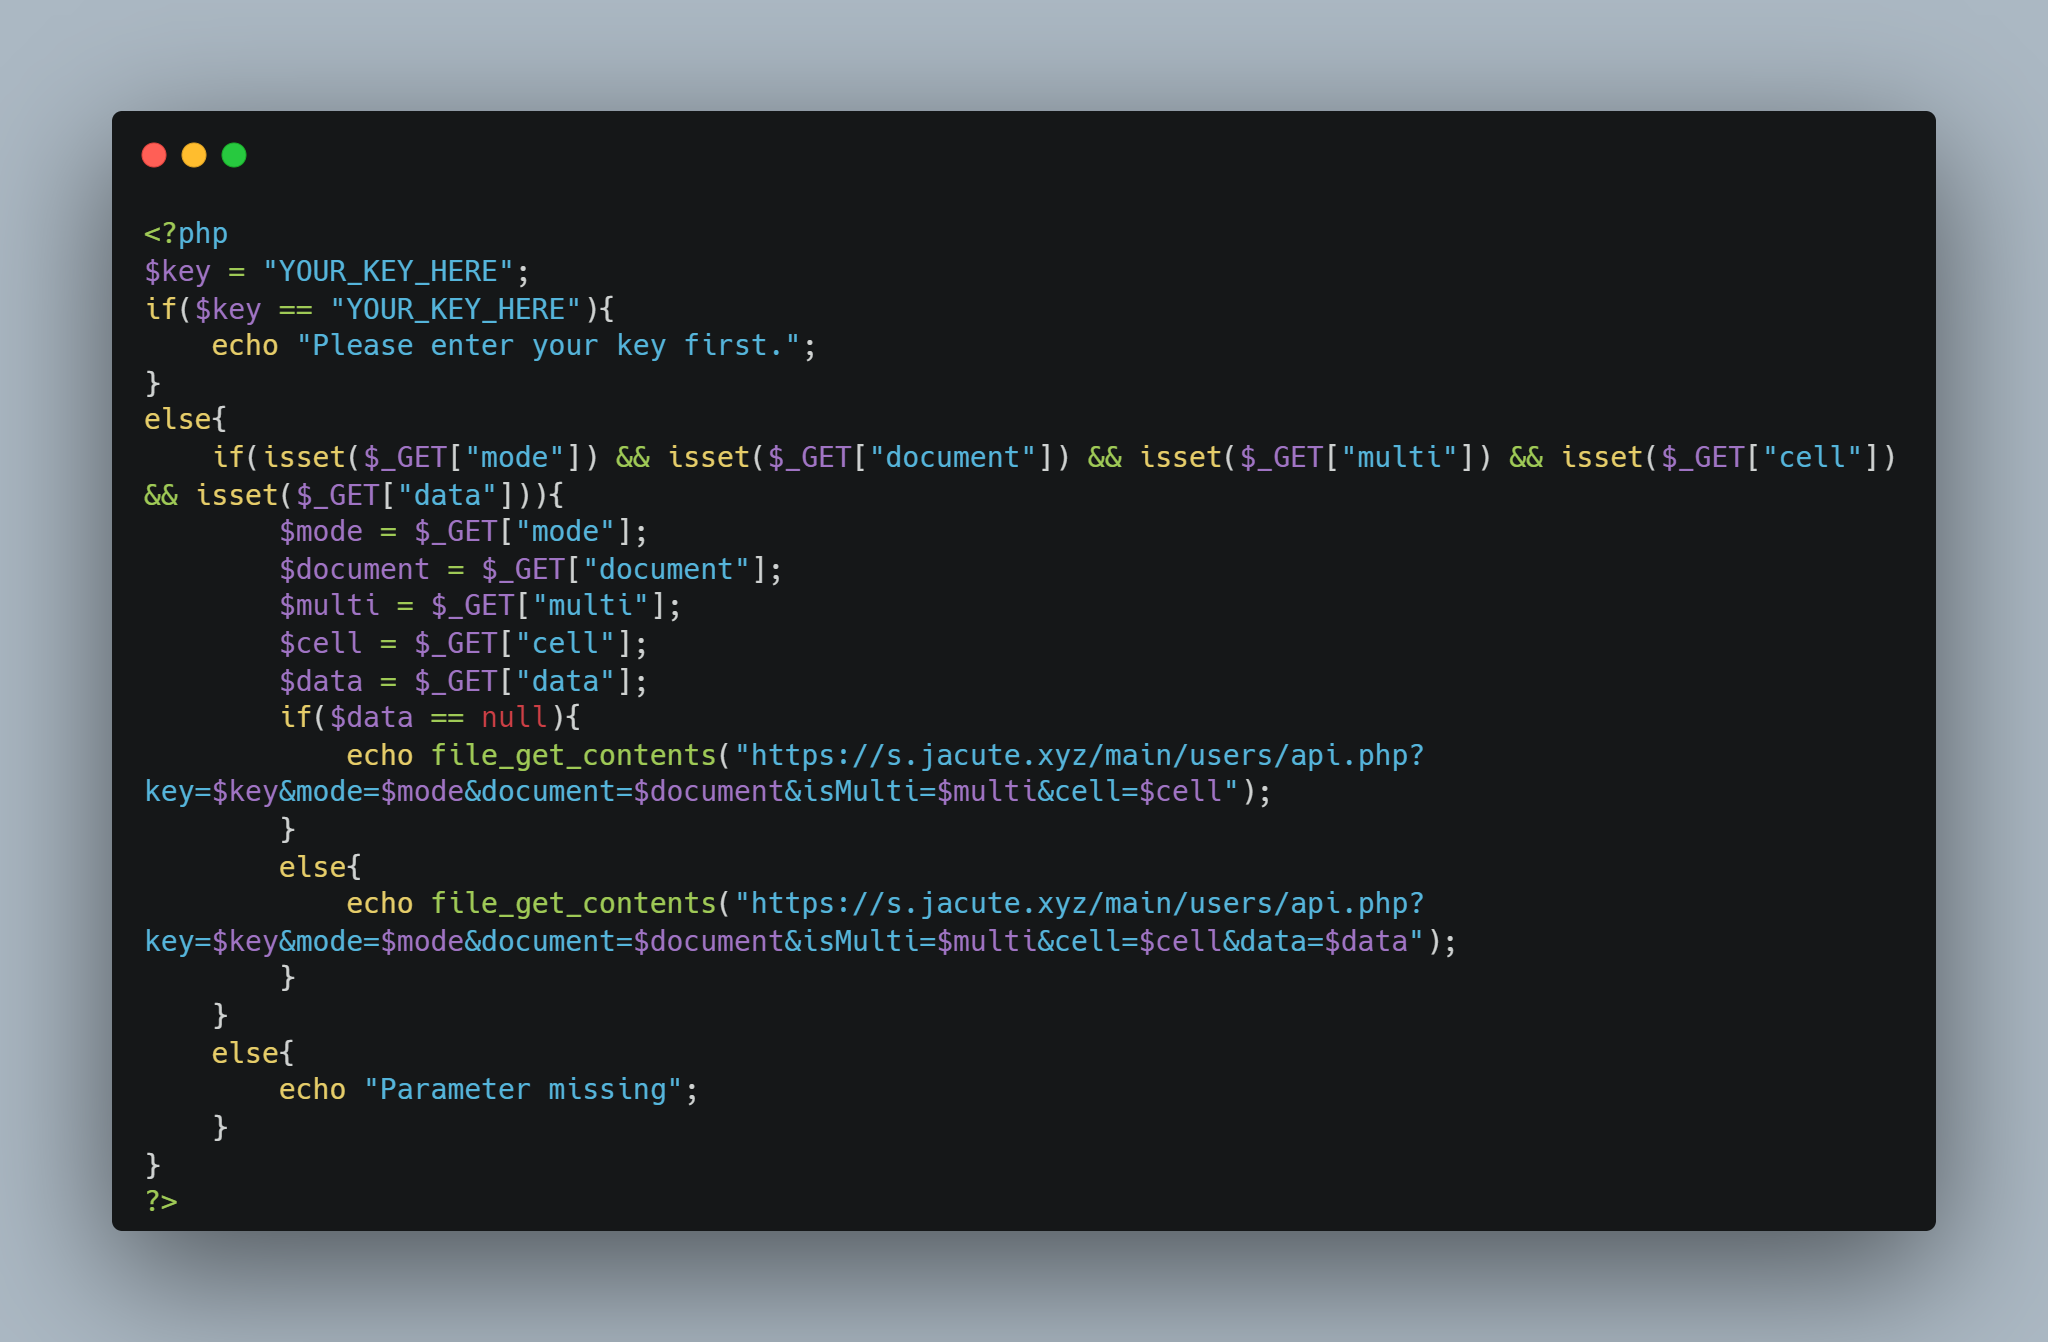 <?php
$key = "YOUR_KEY_HERE";
if($key == "YOUR_KEY_HERE"){
    echo "Please enter your key first.";
}
else{
    if(isset($_GET["mode"]) && isset($_GET["document"]) && isset($_GET["multi"]) && isset($_GET["cell"])
&& isset($_GET["data"])){
        $mode = $_GET["mode"];
        $document = $_GET["document"];
        $multi = $_GET["multi"];
        $cell = $_GET["cell"];
        $data = $_GET["data"];
        if($data == null){
            echo file_get_contents("https://s.jacute.xyz/main/users/api.php?
key=$key&mode=$mode&document=$document&isMulti=$multi&cell=$cell");
        }
        else{
            echo file_get_contents("https://s.jacute.xyz/main/users/api.php?
key=$key&mode=$mode&document=$document&isMulti=$multi&cell=$cell&data=$data");
        }
    }
    else{
        echo "Parameter missing";
    }
}
?>